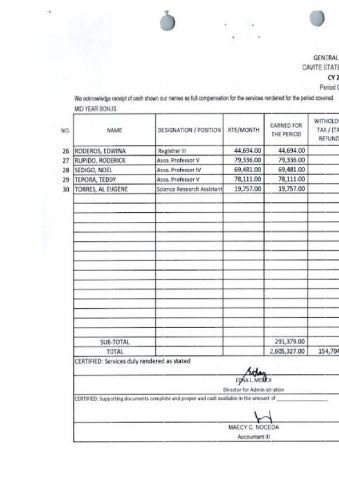 GENERAL
CAVITE STATE
CY 2
Period C
We acknowledge receipt of cash shown our names as full compensation for the services rendered for the period covered.
MID YEAR BONUS
NO. NAME DESIGNATION / POSITION RTE/MONTH EARNED FOR THE PERIOD WITHOLD TAX / (TA REFUND
26 RODEROS, EDWINA Registrar III 44,694.00 44,694.00
27 RUPIDO, RODERICK Asso. Professor V 79,336.00 79,336.00
28 SEDIGO, NOEL Asso. Professor IV 69,481.00 69,481.00
29 TEPORA, TEDDY Asso. Professor V 78,111.00 78,111.00
30 TORRES, AL EUGENE Science Research Assistant 19,757.00 19,757.00
SUB-TOTAL 291,379.00
TOTAL 2,605,327.00 154,704
CERTIFIED: Services duly rendered as stated
Director for Administration
CERTIFIED: Supporting documents complete and proper and cash available in the amount of
MAECY C. NOCEDA
Accountant III